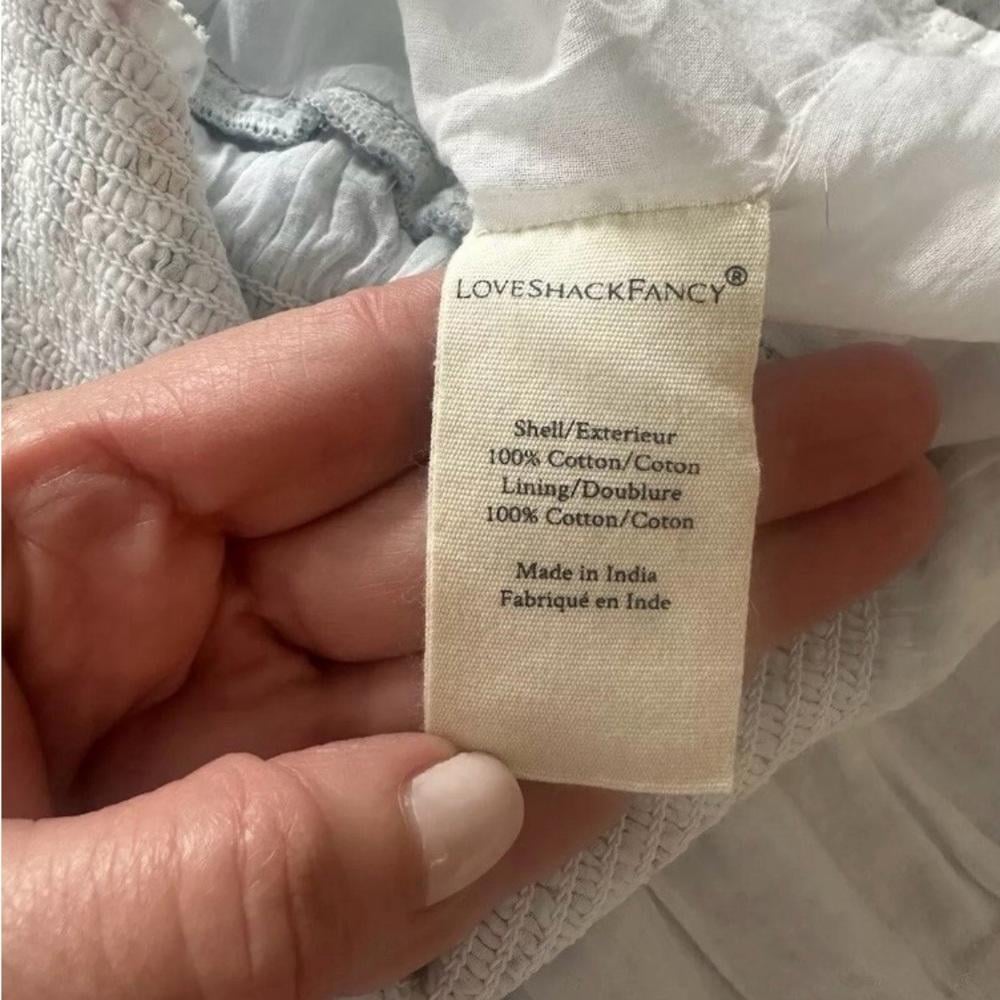 LOVESHACKFANCY®
Shell/Exterieur
100% Cotton/Coton
Lining/Doublure
100% Cotton/Coton
Made in India
Fabriqué en Inde